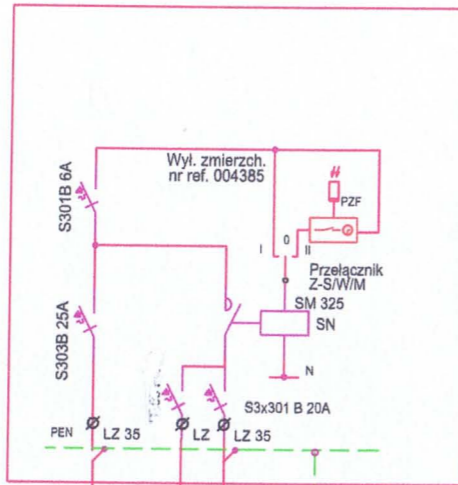 Wył. zmierzch.
nr ref. 004385
S301B 6A
PZF
I 0 II
Przełącznik
Z-S/W/M
SM 325
SN
S303B 25A
N
S3x301 B 20A
PEN
LZ 35
LZ
LZ 35